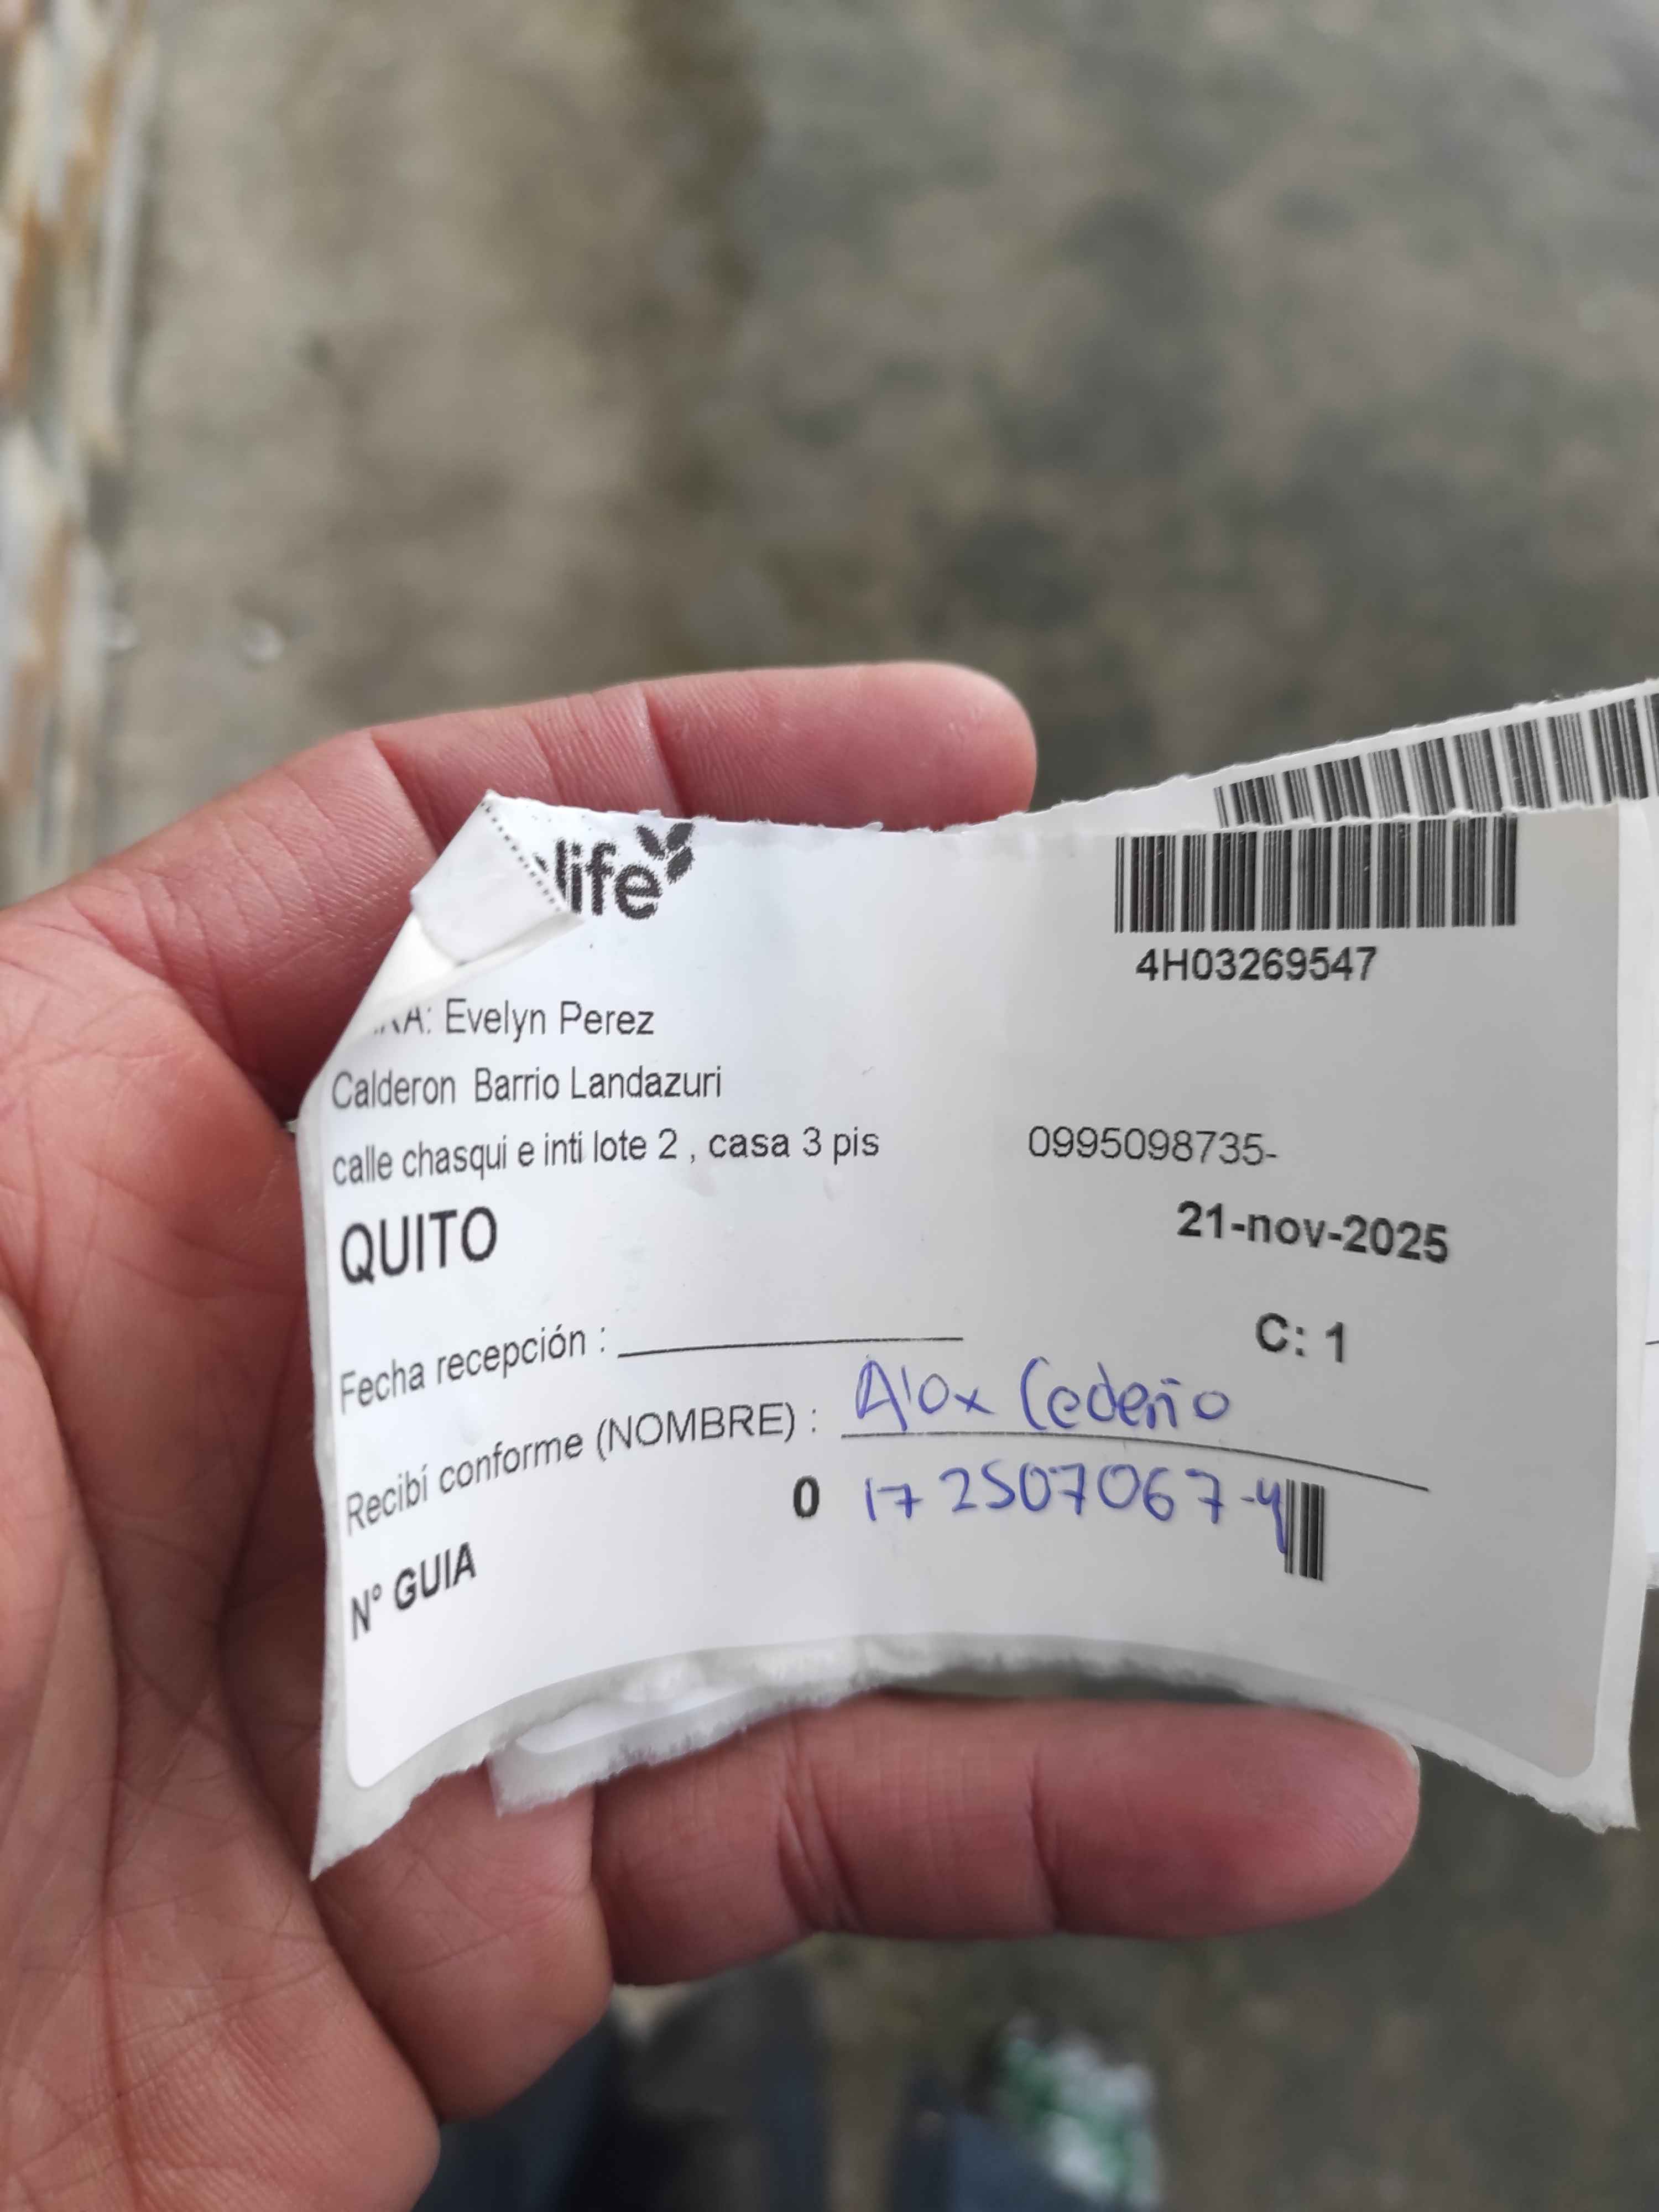 life
4H03269547
RA: Evelyn Perez
Calderon Barrio Landazuri
calle chasqui e inti lote 2 , casa 3 pis 0995098735-
QUITO
21-nov-2025
Fecha recepción :
C: 1
Recibí conforme (NOMBRE) : Alex Cedeño
0 172507067-4
N° GUIA